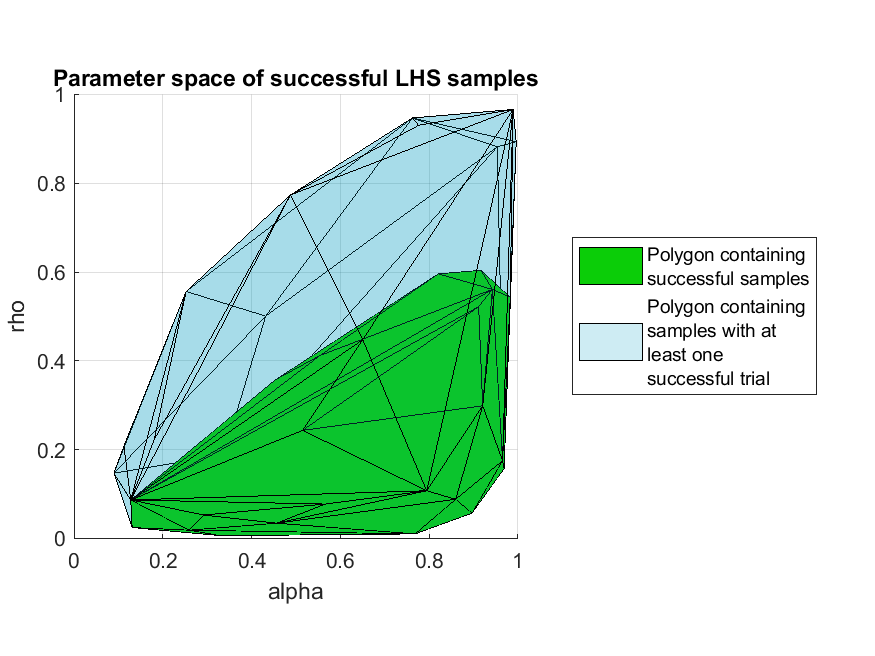 Parameter space of successful LHS samples
1
0.8
0.6
0.4
0.2
0
rho
0
0.2
0.4
0.6
0.8
1
alpha
Polygon containing
successful samples
Polygon containing
samples with at
least one
successful trial